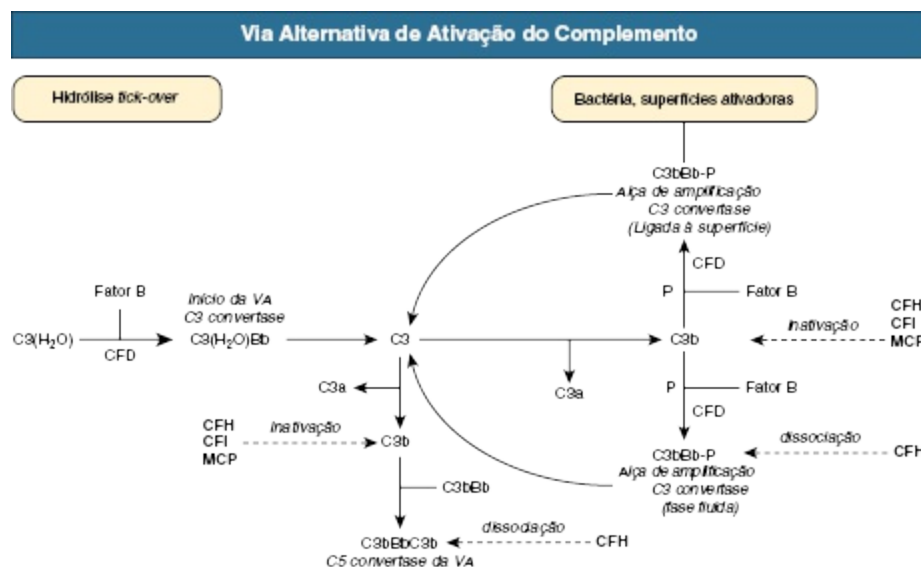 Via Alternativa de Ativação do Complemento
Hidrólise tick-over
Bactéria, superfícies ativadoras
C3bBb-P
Alça de amplificação
C3 convertase
(Ligada à superfície)
CFD
P
Fator B
Fator B
Início da VA
C3 convertase
C3(H₂O)
CFD
C3(H₂O)Bb
C3
C3a
C3b
inativação
CFH
CFI
MCP
C3a
P
Fator B
CFD
CFH
CFI
MCP
inativação
C3b
C3bBb-P
Alça de amplificação
C3 convertase
(fase fluida)
dissociação
CFH
C3bBb
C3bBbC3b
C5 convertase da VA
dissociação
CFH